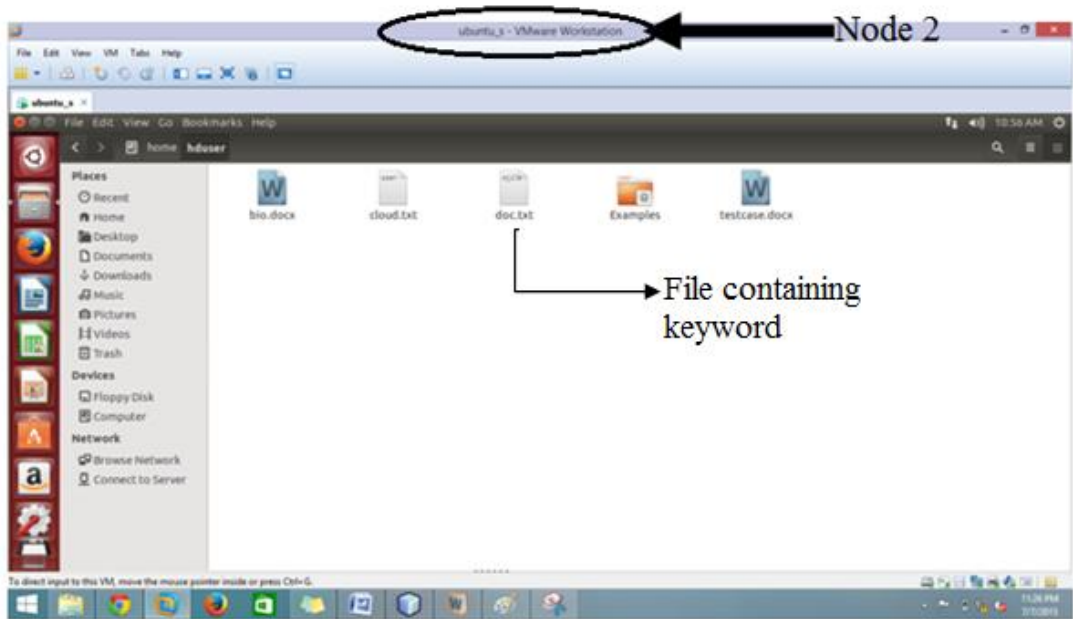 ubuntu_s - VMware Workstation
Node 2
File Edit View VM Tabs Help
ubuntu_s
File Edit View Go Bookmarks Help
10:56 AM
home hduser
Places
Recent
Home
Desktop
Documents
Downloads
Music
Pictures
Videos
Trash
Devices
Floppy Disk
Computer
Network
Browse Network
Connect to Server
bio.docx
cloud.txt
doc.txt
Examples
testcase.docx
File containing
keyword
To direct input to this VM, move the mouse pointer inside or press Ctrl+G.
11:26 PM